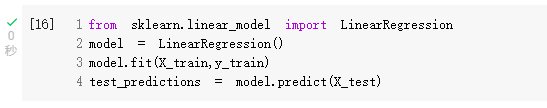 [16]
0
秒
1 from sklearn.linear_model import LinearRegression
2 model = LinearRegression()
3 model.fit(X_train,y_train)
4 test_predictions = model.predict(X_test)